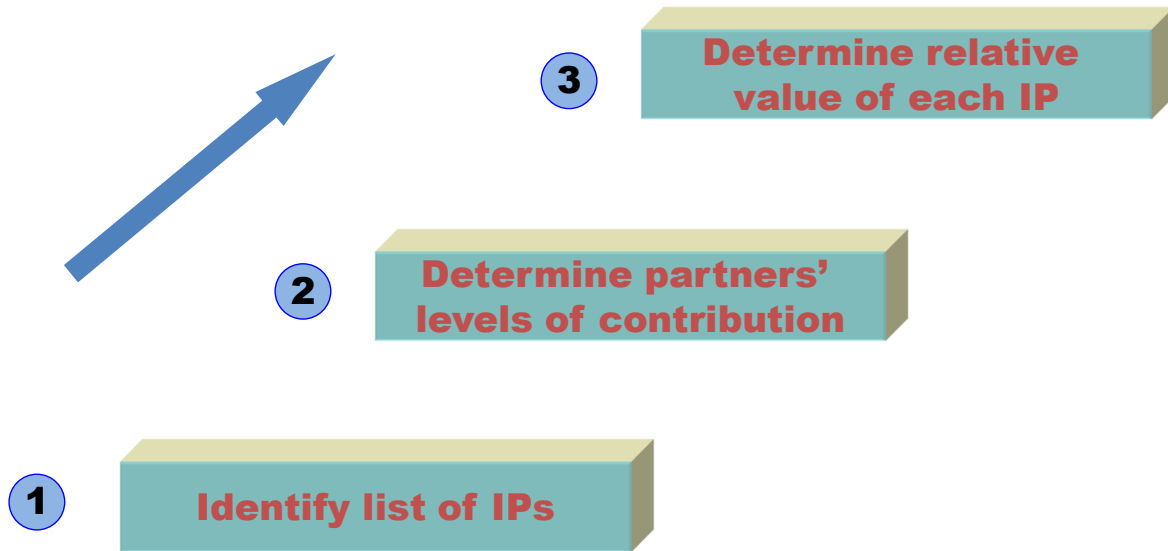 3
Determine relative
value of each IP
2
Determine partners’
levels of contribution
1
Identify list of IPs